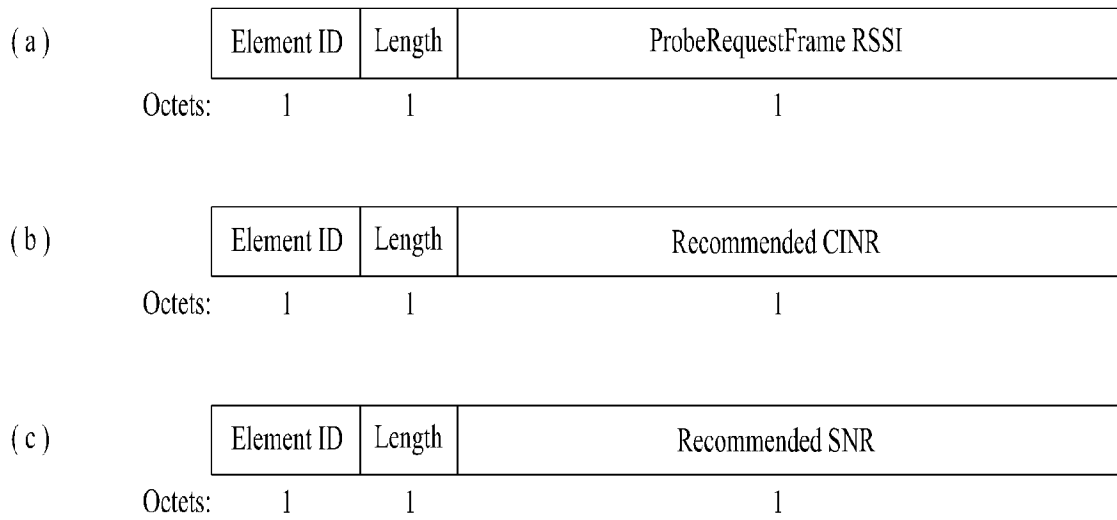 (a) Element ID Length ProbeRequestFrame RSSI
Octets: 1 1 1
(b) Element ID Length Recommended CINR
Octets: 1 1 1
(c) Element ID Length Recommended SNR
Octets: 1 1 1